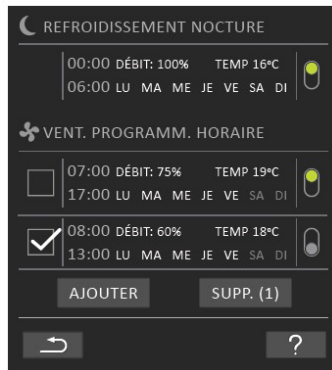 REFROIDISSEMENT NOCTURE
00:00 DÉBIT: 100% TEMP 16°C
06:00 LU MA ME JE VE SA DI
VENT. PROGRAMM. HORAIRE
07:00 DÉBIT: 75% TEMP 19°C
17:00 LU MA ME JE VE SA DI
08:00 DÉBIT: 60% TEMP 18°C
13:00 LU MA ME JE VE SA DI
AJOUTER SUPP. (1)
?